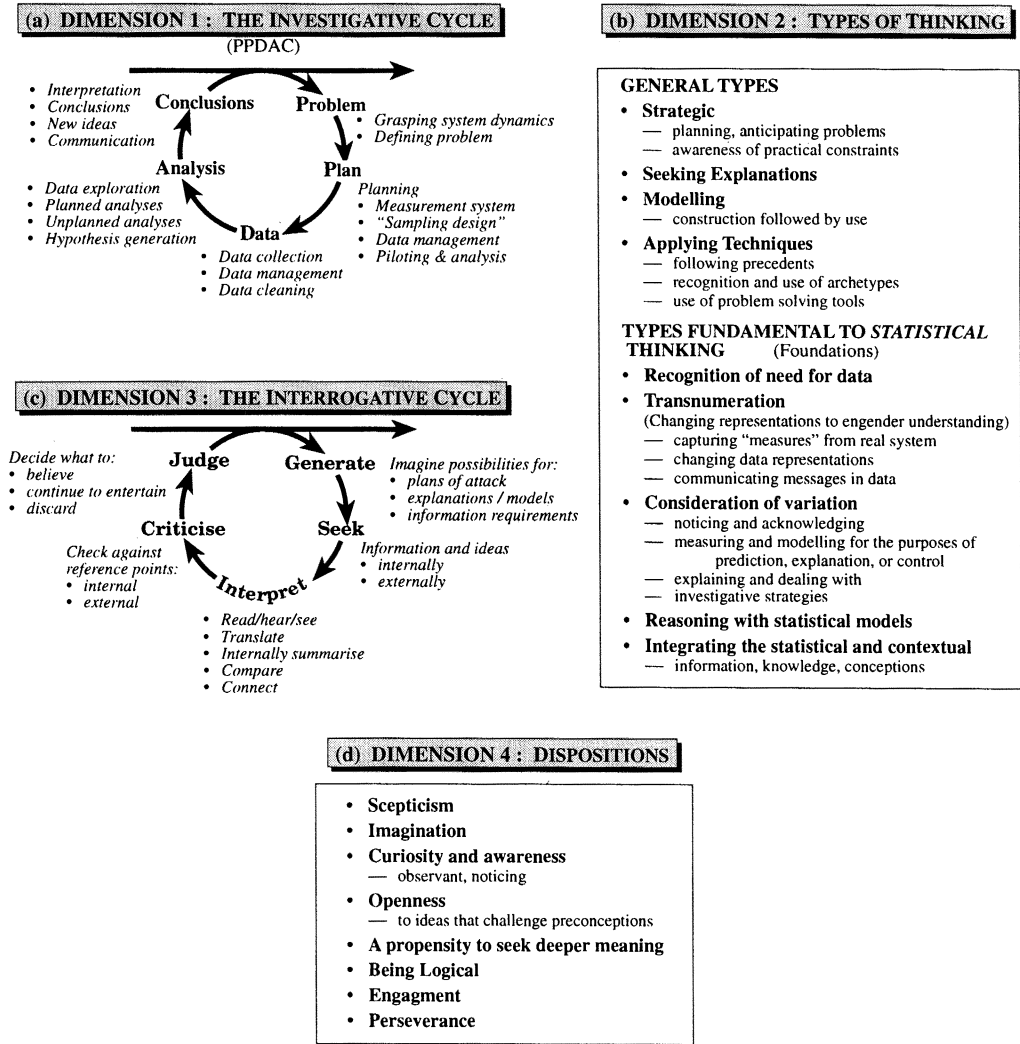 (a) DIMENSION 1 : THE INVESTIGATIVE CYCLE
(PPDAC)
• Interpretation
• Conclusions
• New ideas
• Communication
Conclusions
Problem
• Grasping system dynamics
• Defining problem
Analysis
Plan
• Data exploration
• Planned analyses
• Unplanned analyses
• Hypothesis generation
Planning
• Measurement system
• “Sampling design”
• Data management
• Piloting & analysis
Data
• Data collection
• Data management
• Data cleaning
(b) DIMENSION 2 : TYPES OF THINKING
GENERAL TYPES
• Strategic
— planning, anticipating problems
— awareness of practical constraints
• Seeking Explanations
• Modelling
— construction followed by use
• Applying Techniques
— following precedents
— recognition and use of archetypes
— use of problem solving tools
TYPES FUNDAMENTAL TO STATISTICAL
THINKING (Foundations)
• Recognition of need for data
• Transnumeration
(Changing representations to engender understanding)
— capturing “measures” from real system
— changing data representations
— communicating messages in data
• Consideration of variation
— noticing and acknowledging
— measuring and modelling for the purposes of
prediction, explanation, or control
— explaining and dealing with
— investigative strategies
• Reasoning with statistical models
• Integrating the statistical and contextual
— information, knowledge, conceptions
(c) DIMENSION 3 : THE INTERROGATIVE CYCLE
Decide what to:
• believe
• continue to entertain
• discard
Judge
Generate
Imagine possibilities for:
• plans of attack
• explanations / models
• information requirements
Criticise
Seek
Check against
reference points:
• internal
• external
Information and ideas
• internally
• externally
Interpret
• Read/hear/see
• Translate
• Internally summarise
• Compare
• Connect
(d) DIMENSION 4 : DISPOSITIONS
• Scepticism
• Imagination
• Curiosity and awareness
— observant, noticing
• Openness
— to ideas that challenge preconceptions
• A propensity to seek deeper meaning
• Being Logical
• Engagment
• Perseverance